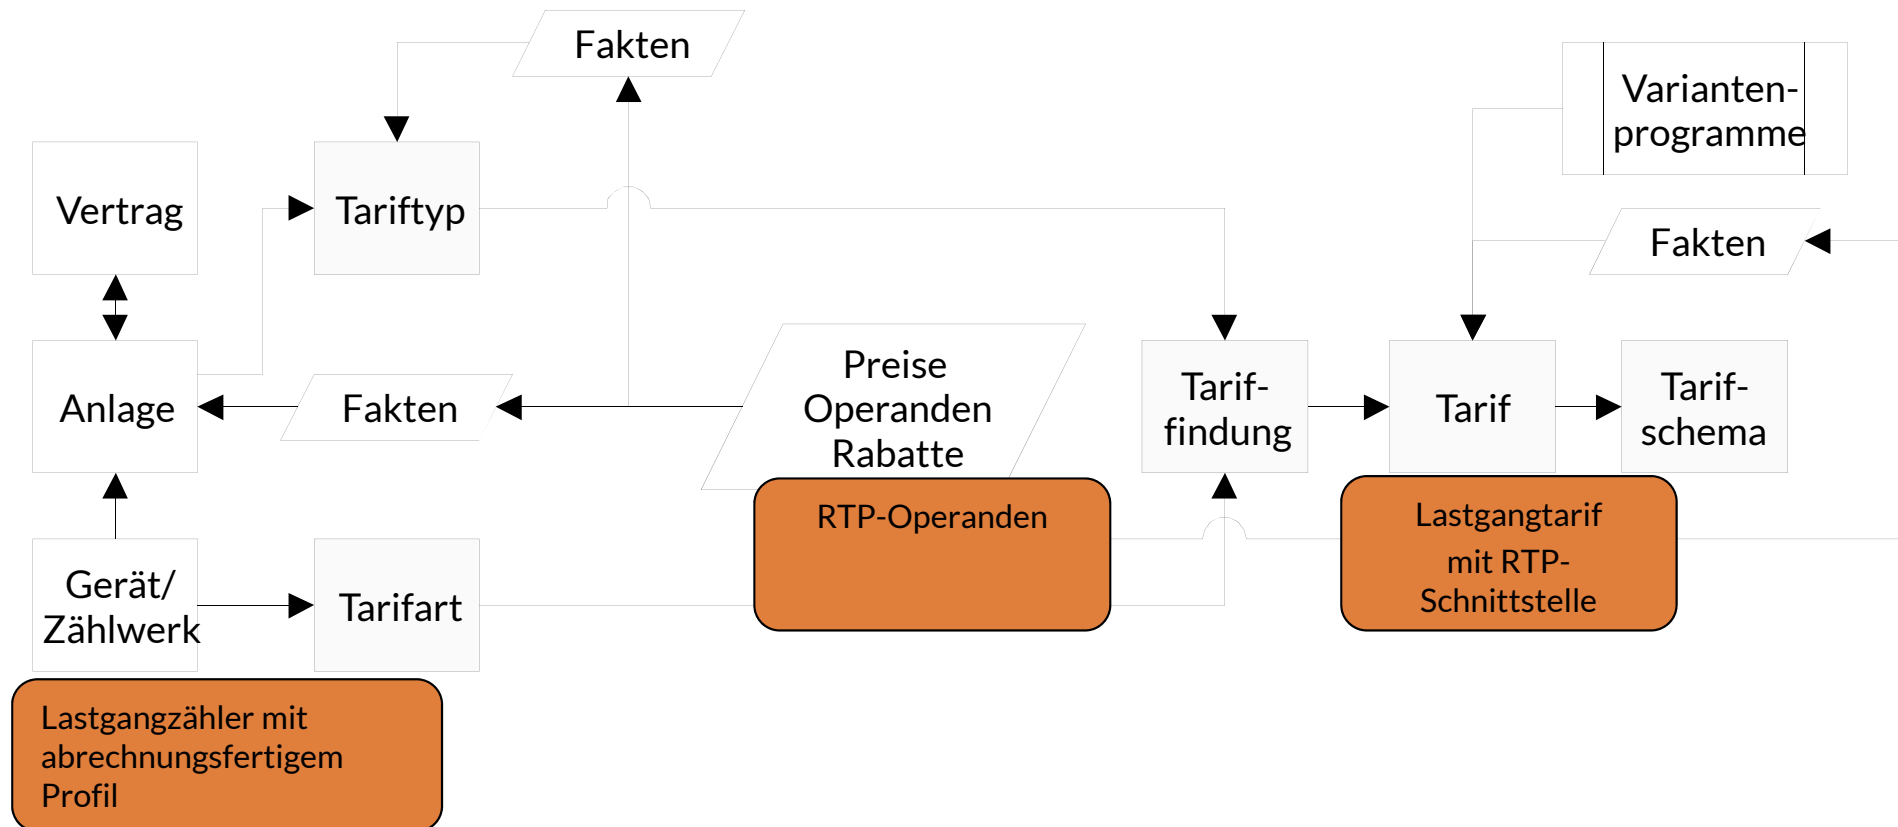 Fakten
Varianten-
programme
Vertrag
Tariftyp
Fakten
Anlage
Fakten
Preise
Operanden
Rabatte
Tarif-
findung
Tarif
Tarif-
schema
RTP-Operanden
Lastgangtarif
mit RTP-
Schnittstelle
Gerät/
Zählwerk
Tarifart
Lastgangzähler mit
abrechnungsfertigem
Profil